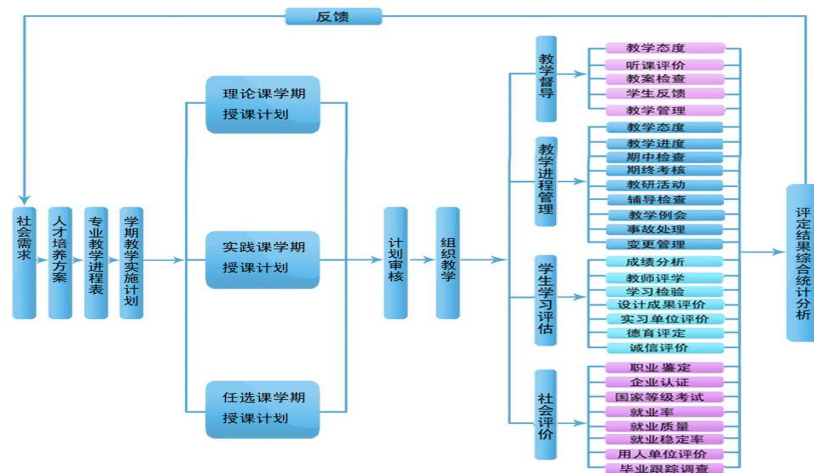 反馈
社会需求
人才培养方案
专业教学进程表
学期教学实施计划
理论课学期
授课计划
实践课学期
授课计划
任选课学期
授课计划
计划审核
组织教学
教学督导
教学态度
听课评价
教案检查
学生反馈
教学管理
教学进程管理
教学态度
教学进度
期中检查
期终考核
教研活动
辅导检查
教学例会
事故处理
变更管理
学生学习评估
成绩分析
教师评学
学习检验
设计成果评价
实习单位评价
德育评定
诚信评价
社会评价
职业鉴定
企业认证
国家等级考试
就业率
就业质量
就业稳定率
用人单位评价
毕业跟踪调查
评定结果综合统计分析